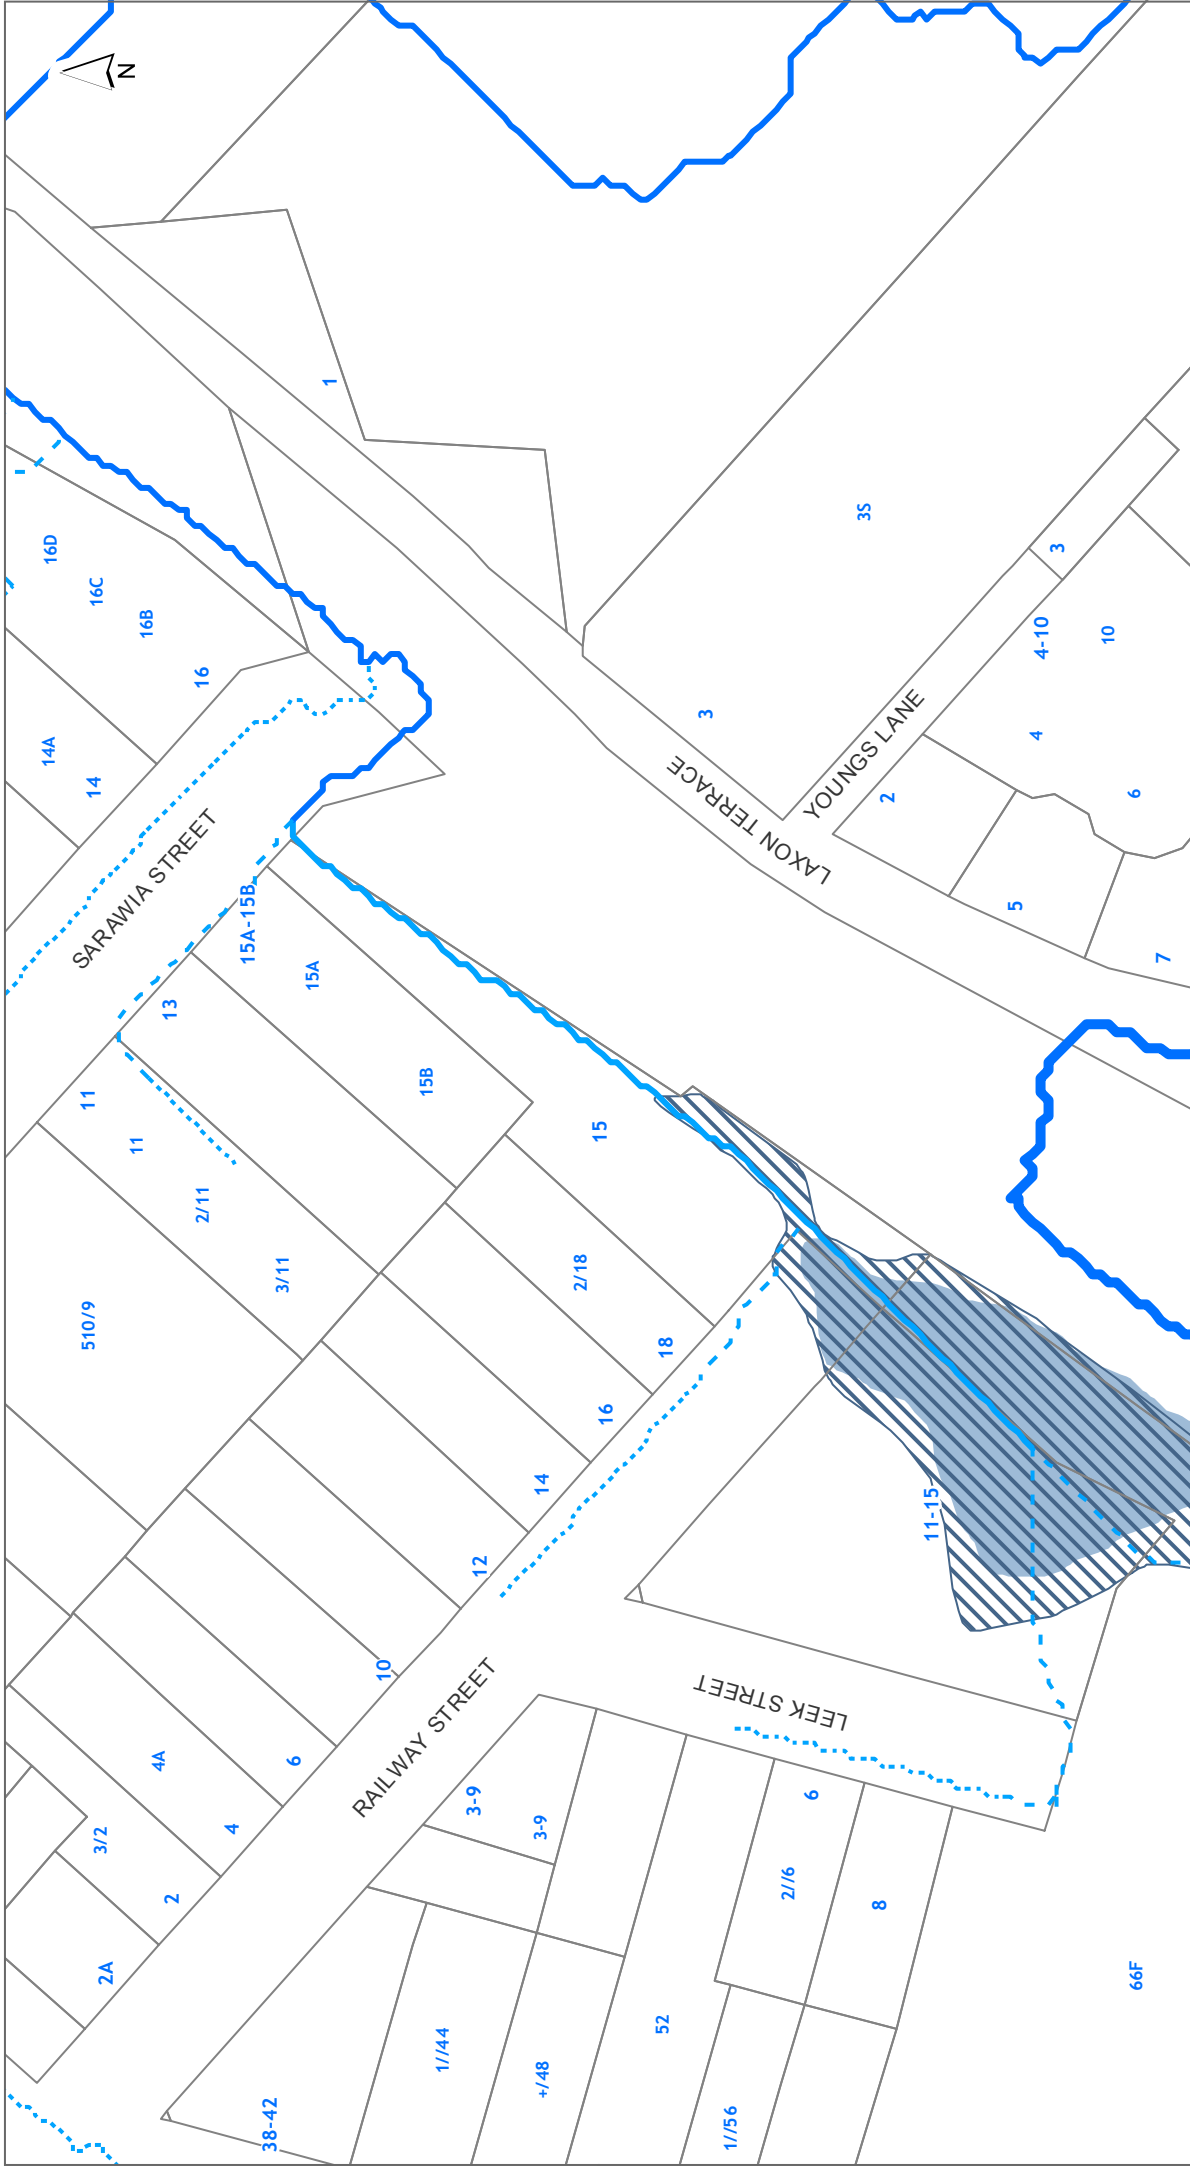 N
1
16D
16C
16B
16
14A
14
3S
3
3
4-10
10
4
6
2
5
7
YOUNGS LANE
LAXON TERRACE
SARAWIA STREET
15A-15B
15A
15B
13
11
11
2/11
3/11
510/9
15
2/18
18
16
14
12
10
11-15
RAILWAY STREET
LEEK STREET
4A
6
4
3/2
2
2A
3-9
3-9
6
2//6
8
66F
52
1//44
+/48
1//56
38-42